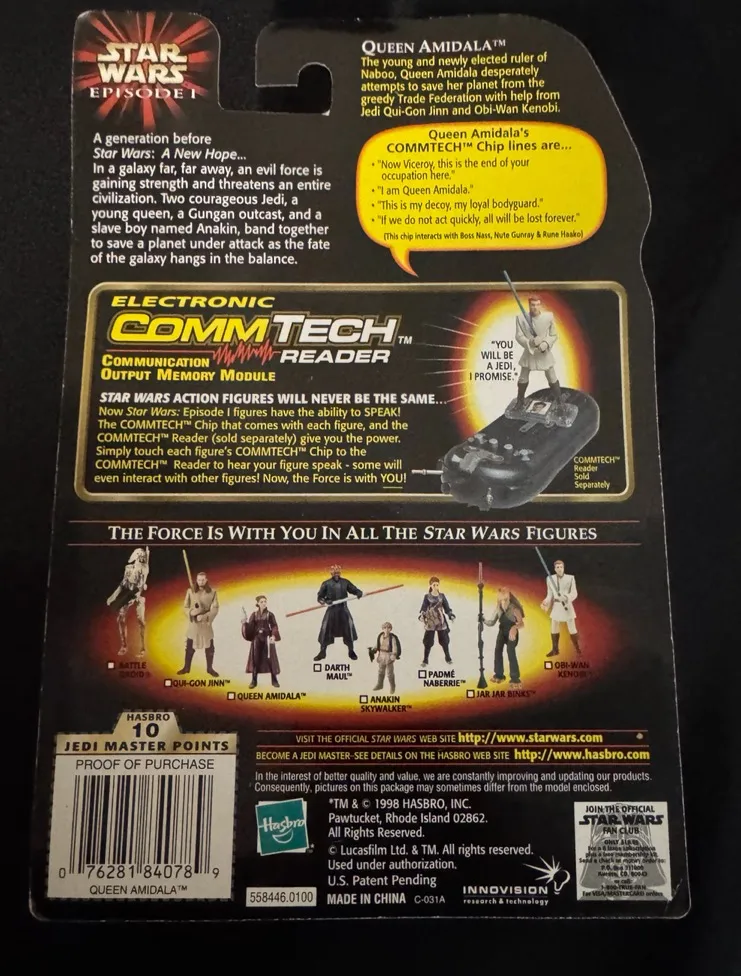 STAR
WARS
EPISODE I
QUEEN AMIDALA™
The young and newly elected ruler of
Naboo, Queen Amidala desperately
attempts to save her planet from the
greedy Trade Federation with help from
Jedi Qui-Gon Jinn and Obi-Wan Kenobi.
A generation before
Star Wars: A New Hope...
In a galaxy far, far away, an evil force is
gaining strength and threatens an entire
civilization. Two courageous Jedi, a
young queen, a Gungan outcast, and a
slave boy named Anakin, band together
to save a planet under attack as the fate
of the galaxy hangs in the balance.
Queen Amidala's
COMMTECH™ Chip lines are...
• "Now Viceroy, this is the end of your
occupation here."
• "I am Queen Amidala."
• "This is my decoy, my loyal bodyguard."
• "If we do not act quickly, all will be lost forever."
(This chip interacts with Boss Nass, Nute Gunray & Rune Haako)
ELECTRONIC
COMMTECH™
READER
COMMUNICATION
OUTPUT MEMORY MODULE
"YOU
WILL BE
A JEDI,
I PROMISE."
STAR WARS ACTION FIGURES WILL NEVER BE THE SAME...
Now Star Wars: Episode I figures have the ability to SPEAK!
The COMMTECH™ Chip that comes with each figure, and the
COMMTECH™ Reader (sold separately) give you the power.
Simply touch each figure's COMMTECH™ Chip to the
COMMTECH™ Reader to hear your figure speak - some will
even interact with other figures! Now, the Force is with YOU!
COMMTECH™
Reader
Sold
Separately
THE FORCE IS WITH YOU IN ALL THE STAR WARS FIGURES
BATTLE
DROID
QUI-GON JINN™
QUEEN AMIDALA™
DARTH
MAUL™
ANAKIN
SKYWALKER™
PADMÉ
NABERRIE™
JAR JAR BINKS™
OBI-WAN
KENOBI
HASBRO
10
JEDI MASTER POINTS
PROOF OF PURCHASE
0 76281 84078 9
QUEEN AMIDALA™
VISIT THE OFFICIAL STAR WARS WEB SITE http://www.starwars.com
BECOME A JEDI MASTER-SEE DETAILS ON THE HASBRO WEB SITE http://www.hasbro.com
In the interest of better quality and value, we are constantly improving and updating our products.
Consequently, pictures on this package may sometimes differ from the model enclosed.
Hasbro
*TM & © 1998 HASBRO, INC.
Pawtucket, Rhode Island 02862.
All Rights Reserved.
© Lucasfilm Ltd. & TM. All rights reserved.
Used under authorization.
U.S. Patent Pending
558446.0100 MADE IN CHINA C-031A
INNOVISION
research & technology
JOIN THE OFFICIAL
STAR WARS
FAN CLUB